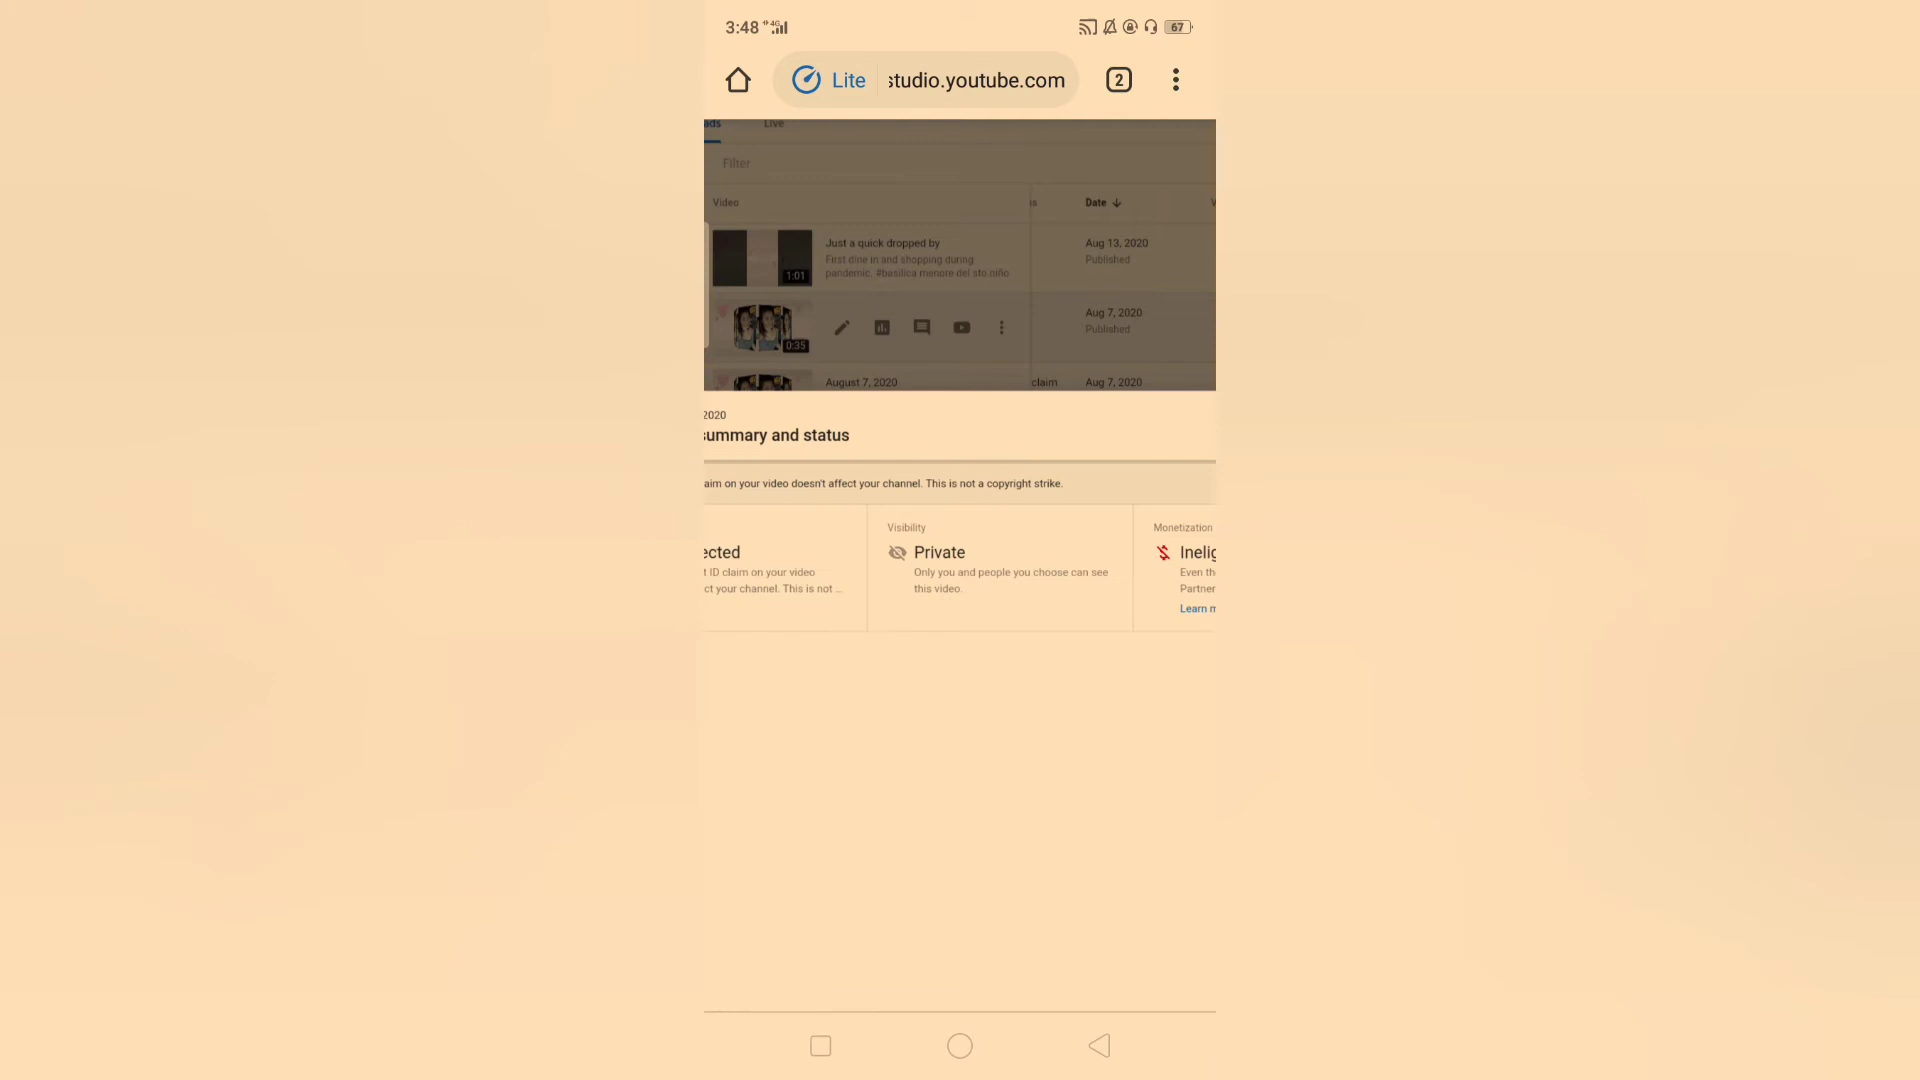 3:48 4G 67
Lite studio.youtube.com 2
ads Live
Filter
Video s Date
Just a quick dropped by Aug 13, 2020
First dine in and shopping during Published
pandemic. #basilica menore del sto.niño
1:01
Aug 7, 2020
Published
0:35
August 7, 2020 claim Aug 7, 2020
2020
summary and status
aim on your video doesn't affect your channel. This is not a copyright strike.
Visibility Monetization
ected Private Inelig
t ID claim on your video Only you and people you choose can see Even th
ct your channel. This is not ... this video. Partner
Learn m